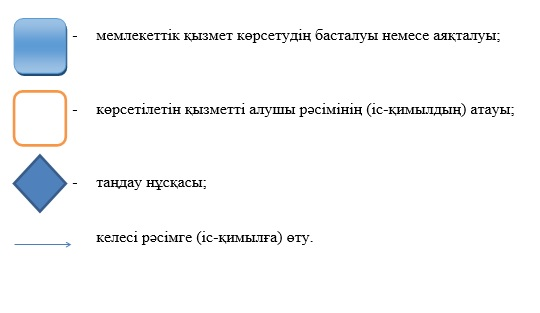 - мемлекеттік қызмет көрсетудің басталуы немесе аяқталуы;
- көрсетілетін қызметті алушы рәсімінің (іс-қимылдың) атауы;
- таңдау нұсқасы;
келесі рәсімге (іс-қимылға) өту.